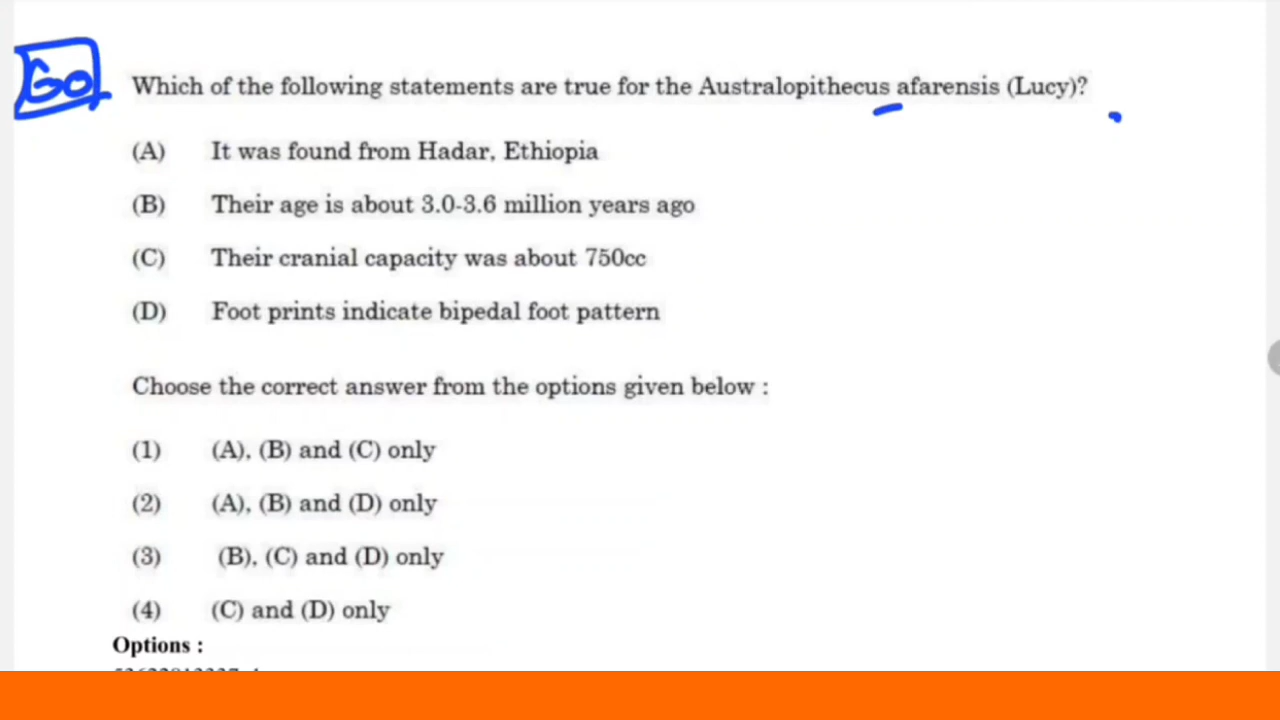 60
Which of the following statements are true for the Australopithecus afarensis (Lucy)?
(A) It was found from Hadar, Ethiopia
(B) Their age is about 3.0-3.6 million years ago
(C) Their cranial capacity was about 750cc
(D) Foot prints indicate bipedal foot pattern
Choose the correct answer from the options given below :
(1) (A), (B) and (C) only
(2) (A), (B) and (D) only
(3) (B), (C) and (D) only
(4) (C) and (D) only
Options :